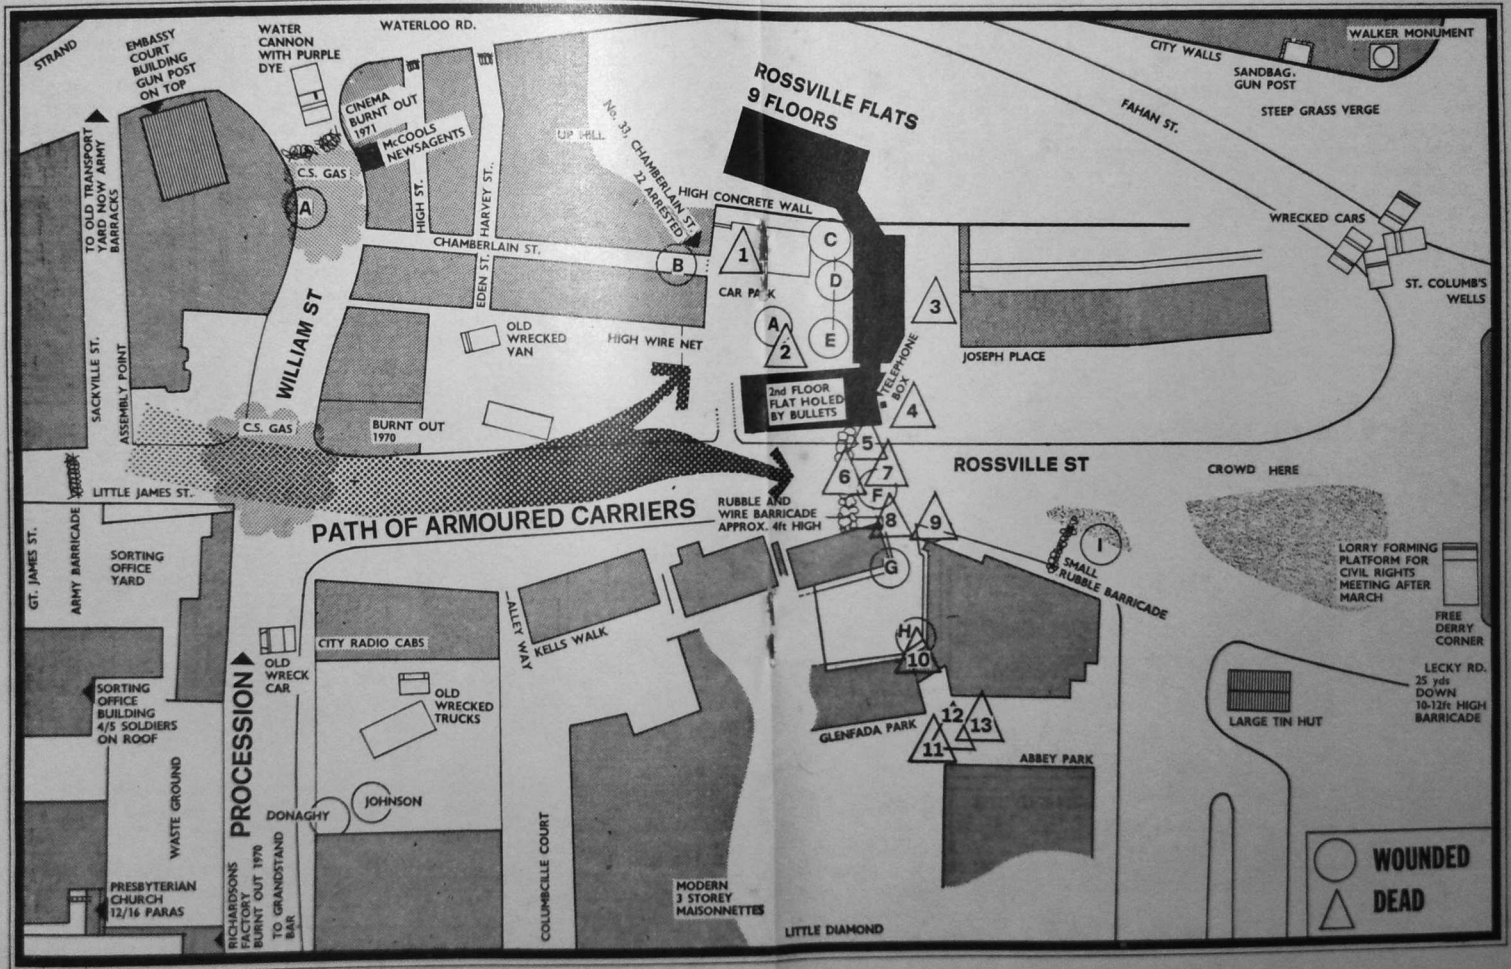 STRAND
EMBASSY
COURT
BUILDING
GUN POST
ON TOP
WATER
CANNON
WITH PURPLE
DYE
WATERLOO RD.
CINEMA
BURNT OUT
1971
McCOOLS
NEWSAGENTS
C.S. GAS
A
TO OLD TRANSPORT
YARD NOW ARMY
BARRACKS
HIGH ST.
HARVEY ST.
UP HILL
No. 33, CHAMBERLAIN ST.
22 ARRESTED
ROSSVILLE FLATS
9 FLOORS
HIGH CONCRETE WALL
CITY WALLS
WALKER MONUMENT
SANDBAG.
GUN POST
STEEP GRASS VERGE
FAHAN ST.
WRECKED CARS
ST. COLUMB'S
WELLS
CHAMBERLAIN ST.
EDEN ST.
B
1
C
D
E
CAR PARK
A
2
3
JOSEPH PLACE
TELEPHONE
BOX
4
2nd FLOOR
FLAT HOLED
BY BULLETS
HIGH WIRE NET
OLD
WRECKED
VAN
WILLIAM ST
SACKVILLE ST.
ASSEMBLY POINT
C.S. GAS
BURNT OUT
1970
LITTLE JAMES ST.
PATH OF ARMOURED CARRIERS
RUBBLE AND
WIRE BARRICADE
APPROX. 4ft HIGH
5
6
7
F
8
9
G
ROSSVILLE ST
CROWD HERE
I
SMALL
RUBBLE BARRICADE
LORRY FORMING
PLATFORM FOR
CIVIL RIGHTS
MEETING AFTER
MARCH
FREE
DERRY
CORNER
LECKY RD.
25 yds
DOWN
10-12ft HIGH
BARRICADE
LARGE TIN HUT
GT. JAMES ST.
ARMY BARRICADE
SORTING
OFFICE
YARD
CITY RADIO CABS
ALLEY WAY
KELLS WALK
OLD
WRECK
CAR
OLD
WRECKED
TRUCKS
SORTING
OFFICE
BUILDING
4/5 SOLDIERS
ON ROOF
PROCESSION
WASTE GROUND
H
10
GLENFADA PARK
12
13
11
ABBEY PARK
DONAGHY
JOHNSON
COLUMBCILLE COURT
MODERN
3 STOREY
MAISONNETTES
PRESBYTERIAN
CHURCH
12/16 PARAS
RICHARDSONS
FACTORY
BURNT OUT 1970
TO GRANDSTAND
BAR
LITTLE DIAMOND
WOUNDED
DEAD